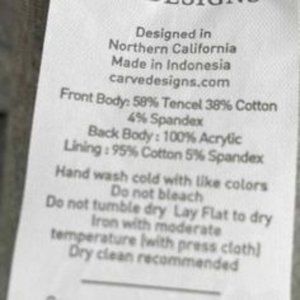 DESIGNS
Designed in
Northern California
Made in Indonesia
carvedesigns.com
Front Body: 58% Tencel 38% Cotton
4% Spandex
Back Body : 100% Acrylic
Lining : 95% Cotton 5% Spandex
Hand wash cold with like colors
Do not bleach
Do not tumble dry Lay Flat to dry
Iron with moderate
temperature (with press cloth)
Dry clean recommended